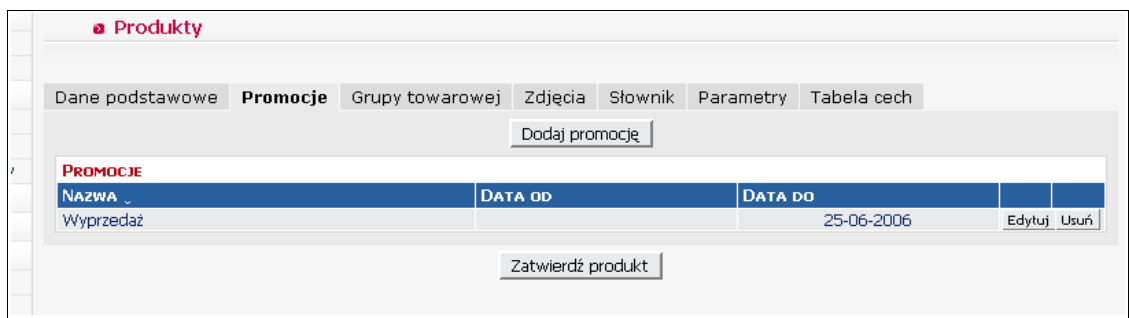 Produkty
Dane podstawowe Promocje Grupy towarowej Zdjęcia Słownik Parametry Tabela cech
Dodaj promocję
PROMOCJE
NAZWA DATA OD DATA DO
Wyprzedaż 25-06-2006 Edytuj Usuń
Zatwierdź produkt